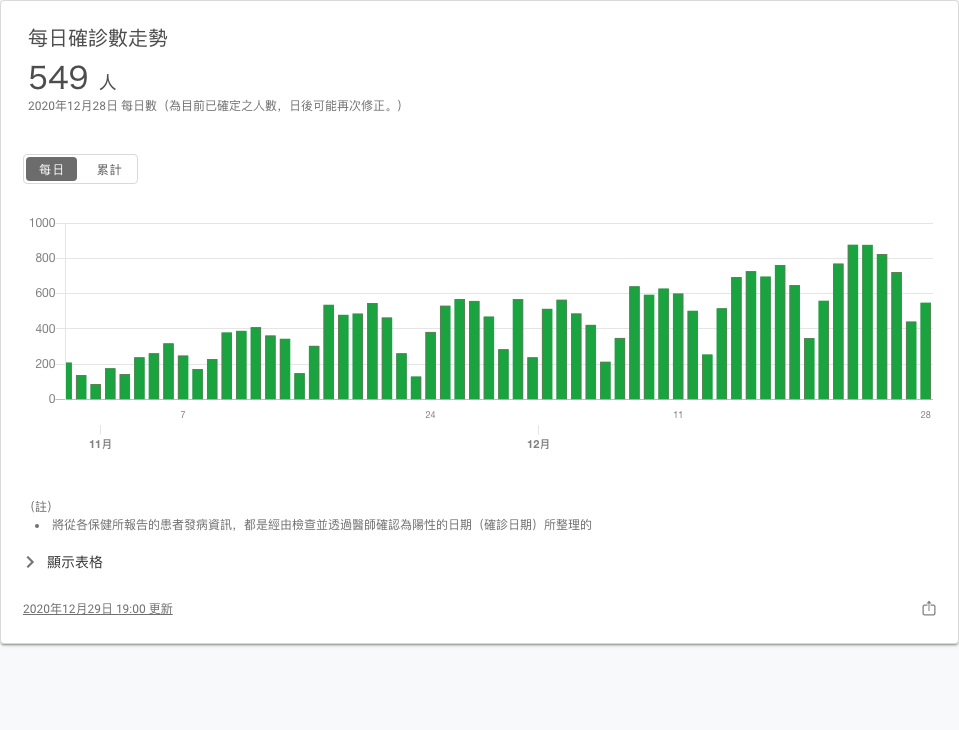 每日確診數走勢
549 人
2020年12月28日 每日數（為目前已確定之人數，日後可能再次修正。）
每日 累計
1000
800
600
400
200
0
7 24 11 28
11月 12月
（註）
• 將從各保健所報告的患者發病資訊，都是經由檢查並透過醫師確認為陽性的日期（確診日期）所整理的
顯示表格
2020年12月29日 19:00 更新